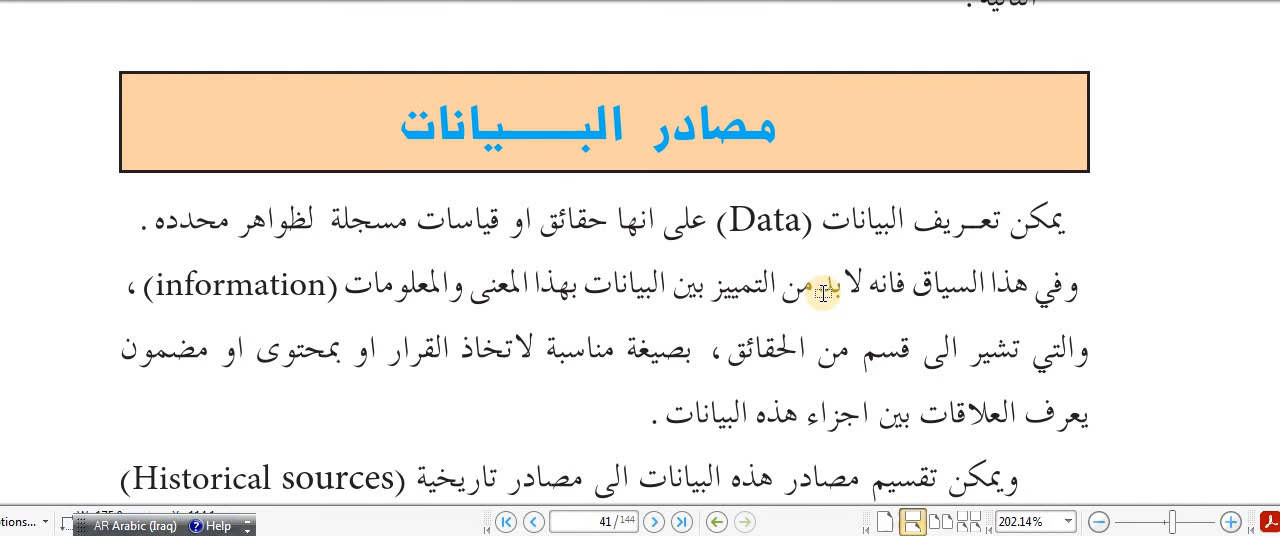 مصادر البـــــيانات
يمكن تعـريف البيانات (Data) على انها حقائق او قياسات مسجلة لظواهر محدده .
وفي هذا السياق فانه لابد من التمييز بين البيانات بهذا المعنى والمعلومات (information) ،
والتي تشير الى قسم من الحقائق، بصيغة مناسبة لاتخاذ القرار او بمحتوى او مضمون
يعرف العلاقات بين اجزاء هذه البيانات .
ويمكن تقسيم مصادر هذه البيانات الى مصادر تاريخية (Historical sources)
tions... AR Arabic (Iraq) Help 41/144 202.14%